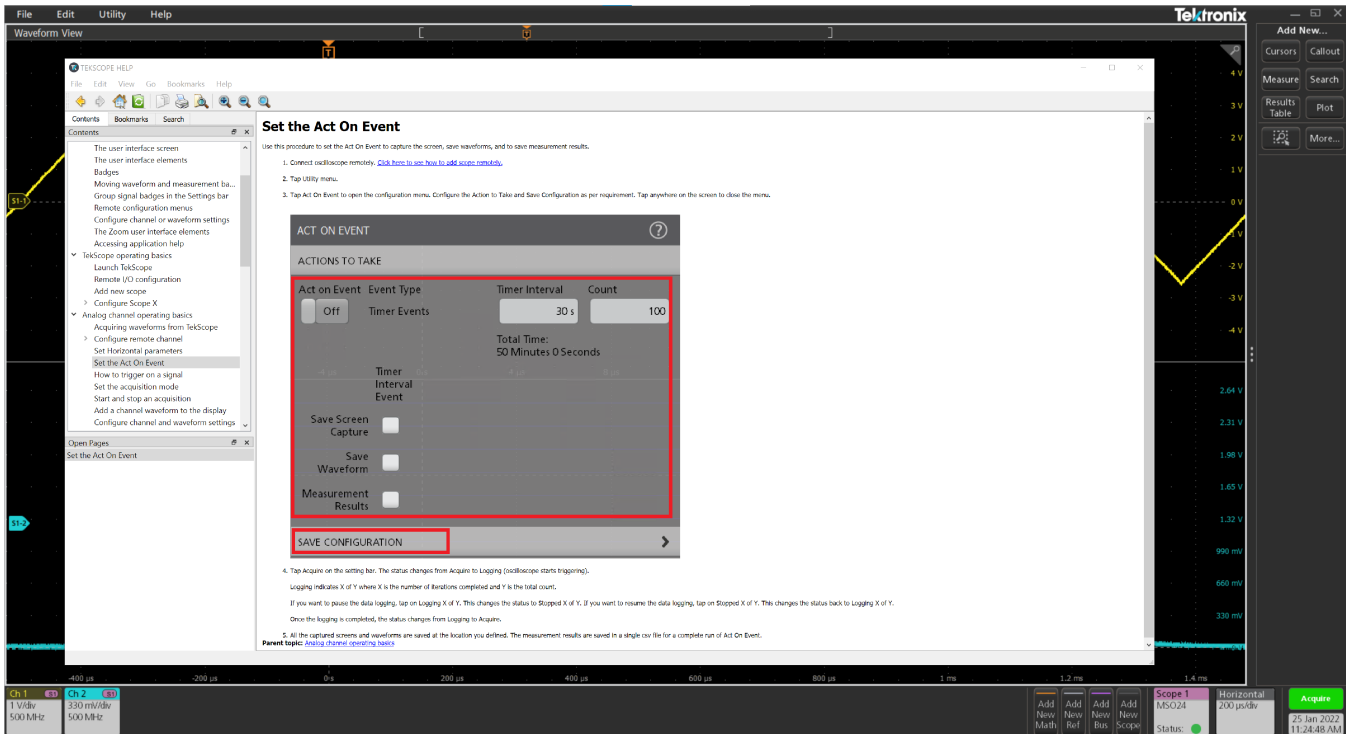 File Edit Utility Help
Tektronix
Waveform View
Add New...
Cursors Callout
Measure Search
Results Table Plot
More...
T
T
4 V
3 V
2 V
1 V
0 V
-1 V
-2 V
-3 V
-4 V
2.64 V
2.31 V
1.98 V
1.65 V
1.32 V
990 mV
660 mV
330 mV
S1-1
S1-2
TEKSCOPE HELP
File Edit View Go Bookmarks Help
Contents Bookmarks Search
Contents
The user interface screen
The user interface elements
Badges
Moving waveform and measurement ba...
Group signal badges in the Settings bar
Remote configuration menus
Configure channel or waveform settings
The Zoom user interface elements
Accessing application help
TekScope operating basics
Launch TekScope
Remote I/O configuration
Add new scope
Configure Scope X
Analog channel operating basics
Acquiring waveforms from TekScope
Configure remote channel
Set Horizontal parameters
Set the Act On Event
How to trigger on a signal
Set the acquisition mode
Start and stop an acquisition
Add a channel waveform to the display
Configure channel and waveform settings
Open Pages
Set the Act On Event
Set the Act On Event
Use this procedure to set the Act On Event to capture the screen, save waveforms, and to save measurement results.
1. Connect oscilloscope remotely. Click here to see how to add scope remotely.
2. Tap Utility menu.
3. Tap Act On Event to open the configuration menu. Configure the Action to Take and Save Configuration as per requirement. Tap anywhere on the screen to close the menu.
ACT ON EVENT ?
ACTIONS TO TAKE
Act on Event Event Type Timer Interval Count
Off Timer Events 30 s 100
Total Time:
50 Minutes 0 Seconds
Timer
Interval
Event
Save Screen
Capture
Save
Waveform
Measurement
Results
SAVE CONFIGURATION
4. Tap Acquire on the setting bar. The status changes from Acquire to Logging (oscilloscope starts triggering).
Logging indicates X of Y where X is the number of iterations completed and Y is the total count.
If you want to pause the data logging, tap on Logging X of Y. This changes the status to Stopped X of Y. If you want to resume the data logging, tap on Stopped X of Y. This changes the status back to Logging X of Y.
Once the logging is completed, the status changes from Logging to Acquire.
5. All the captured screens and waveforms are saved at the location you defined. The measurement results are saved in a single csv file for a complete run of Act On Event.
Parent topic: Analog channel operating basics
-400 µs -200 µs 0 s 200 µs 400 µs 600 µs 800 µs 1 ms 1.2 ms 1.4 ms
Ch 1 S1
1 V/div
500 MHz
Ch 2 S1
330 mV/div
500 MHz
Add New Math
Add New Ref
Add New Bus
Add New Scope
Scope 1
MSO24
Status:
Horizontal
200 µs/div
Acquire
25 Jan 2022
11:24:48 AM